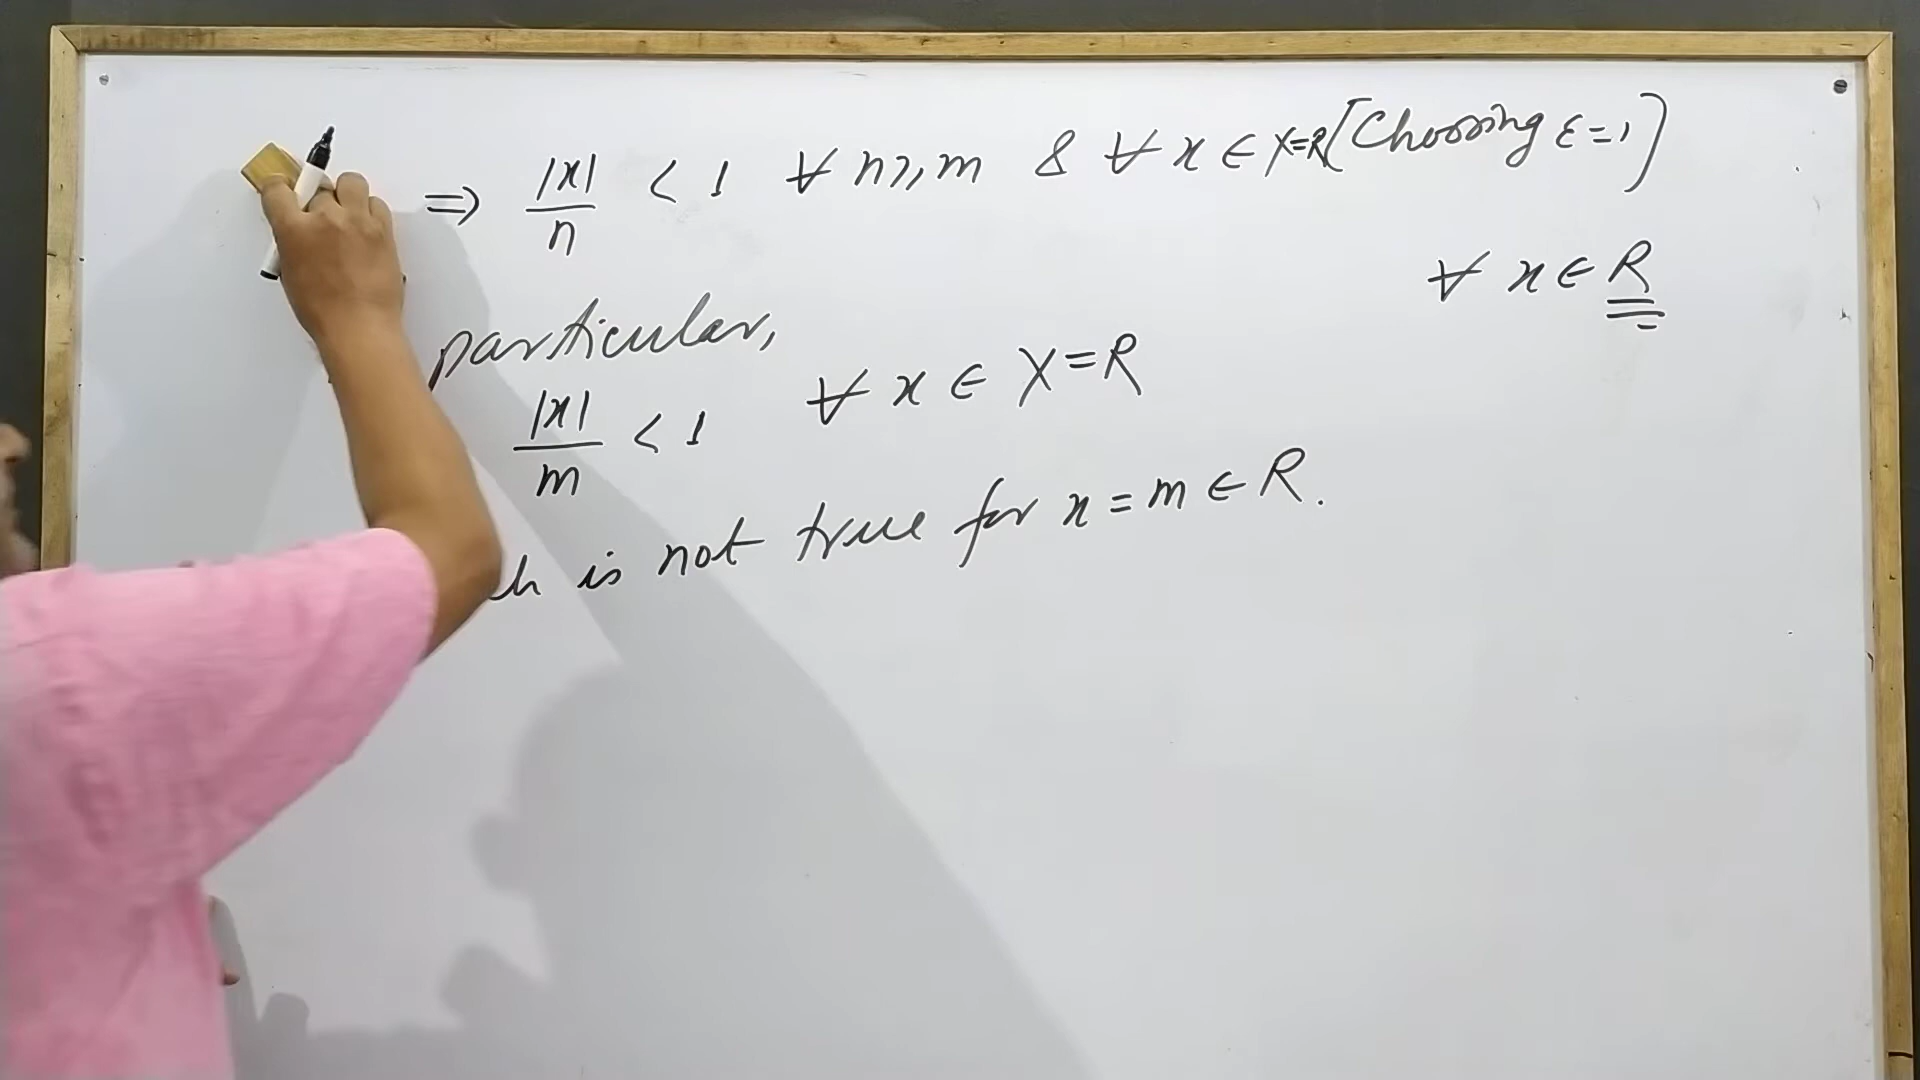 ⇒ |x|/n < 1 ∀ n ≥ m & ∀ x ∈ X=R [Choosing ε=1]
∀ x ∈ R
particular,
|x|/m < 1 ∀ x ∈ X=R
is not true for x = m ∈ R.